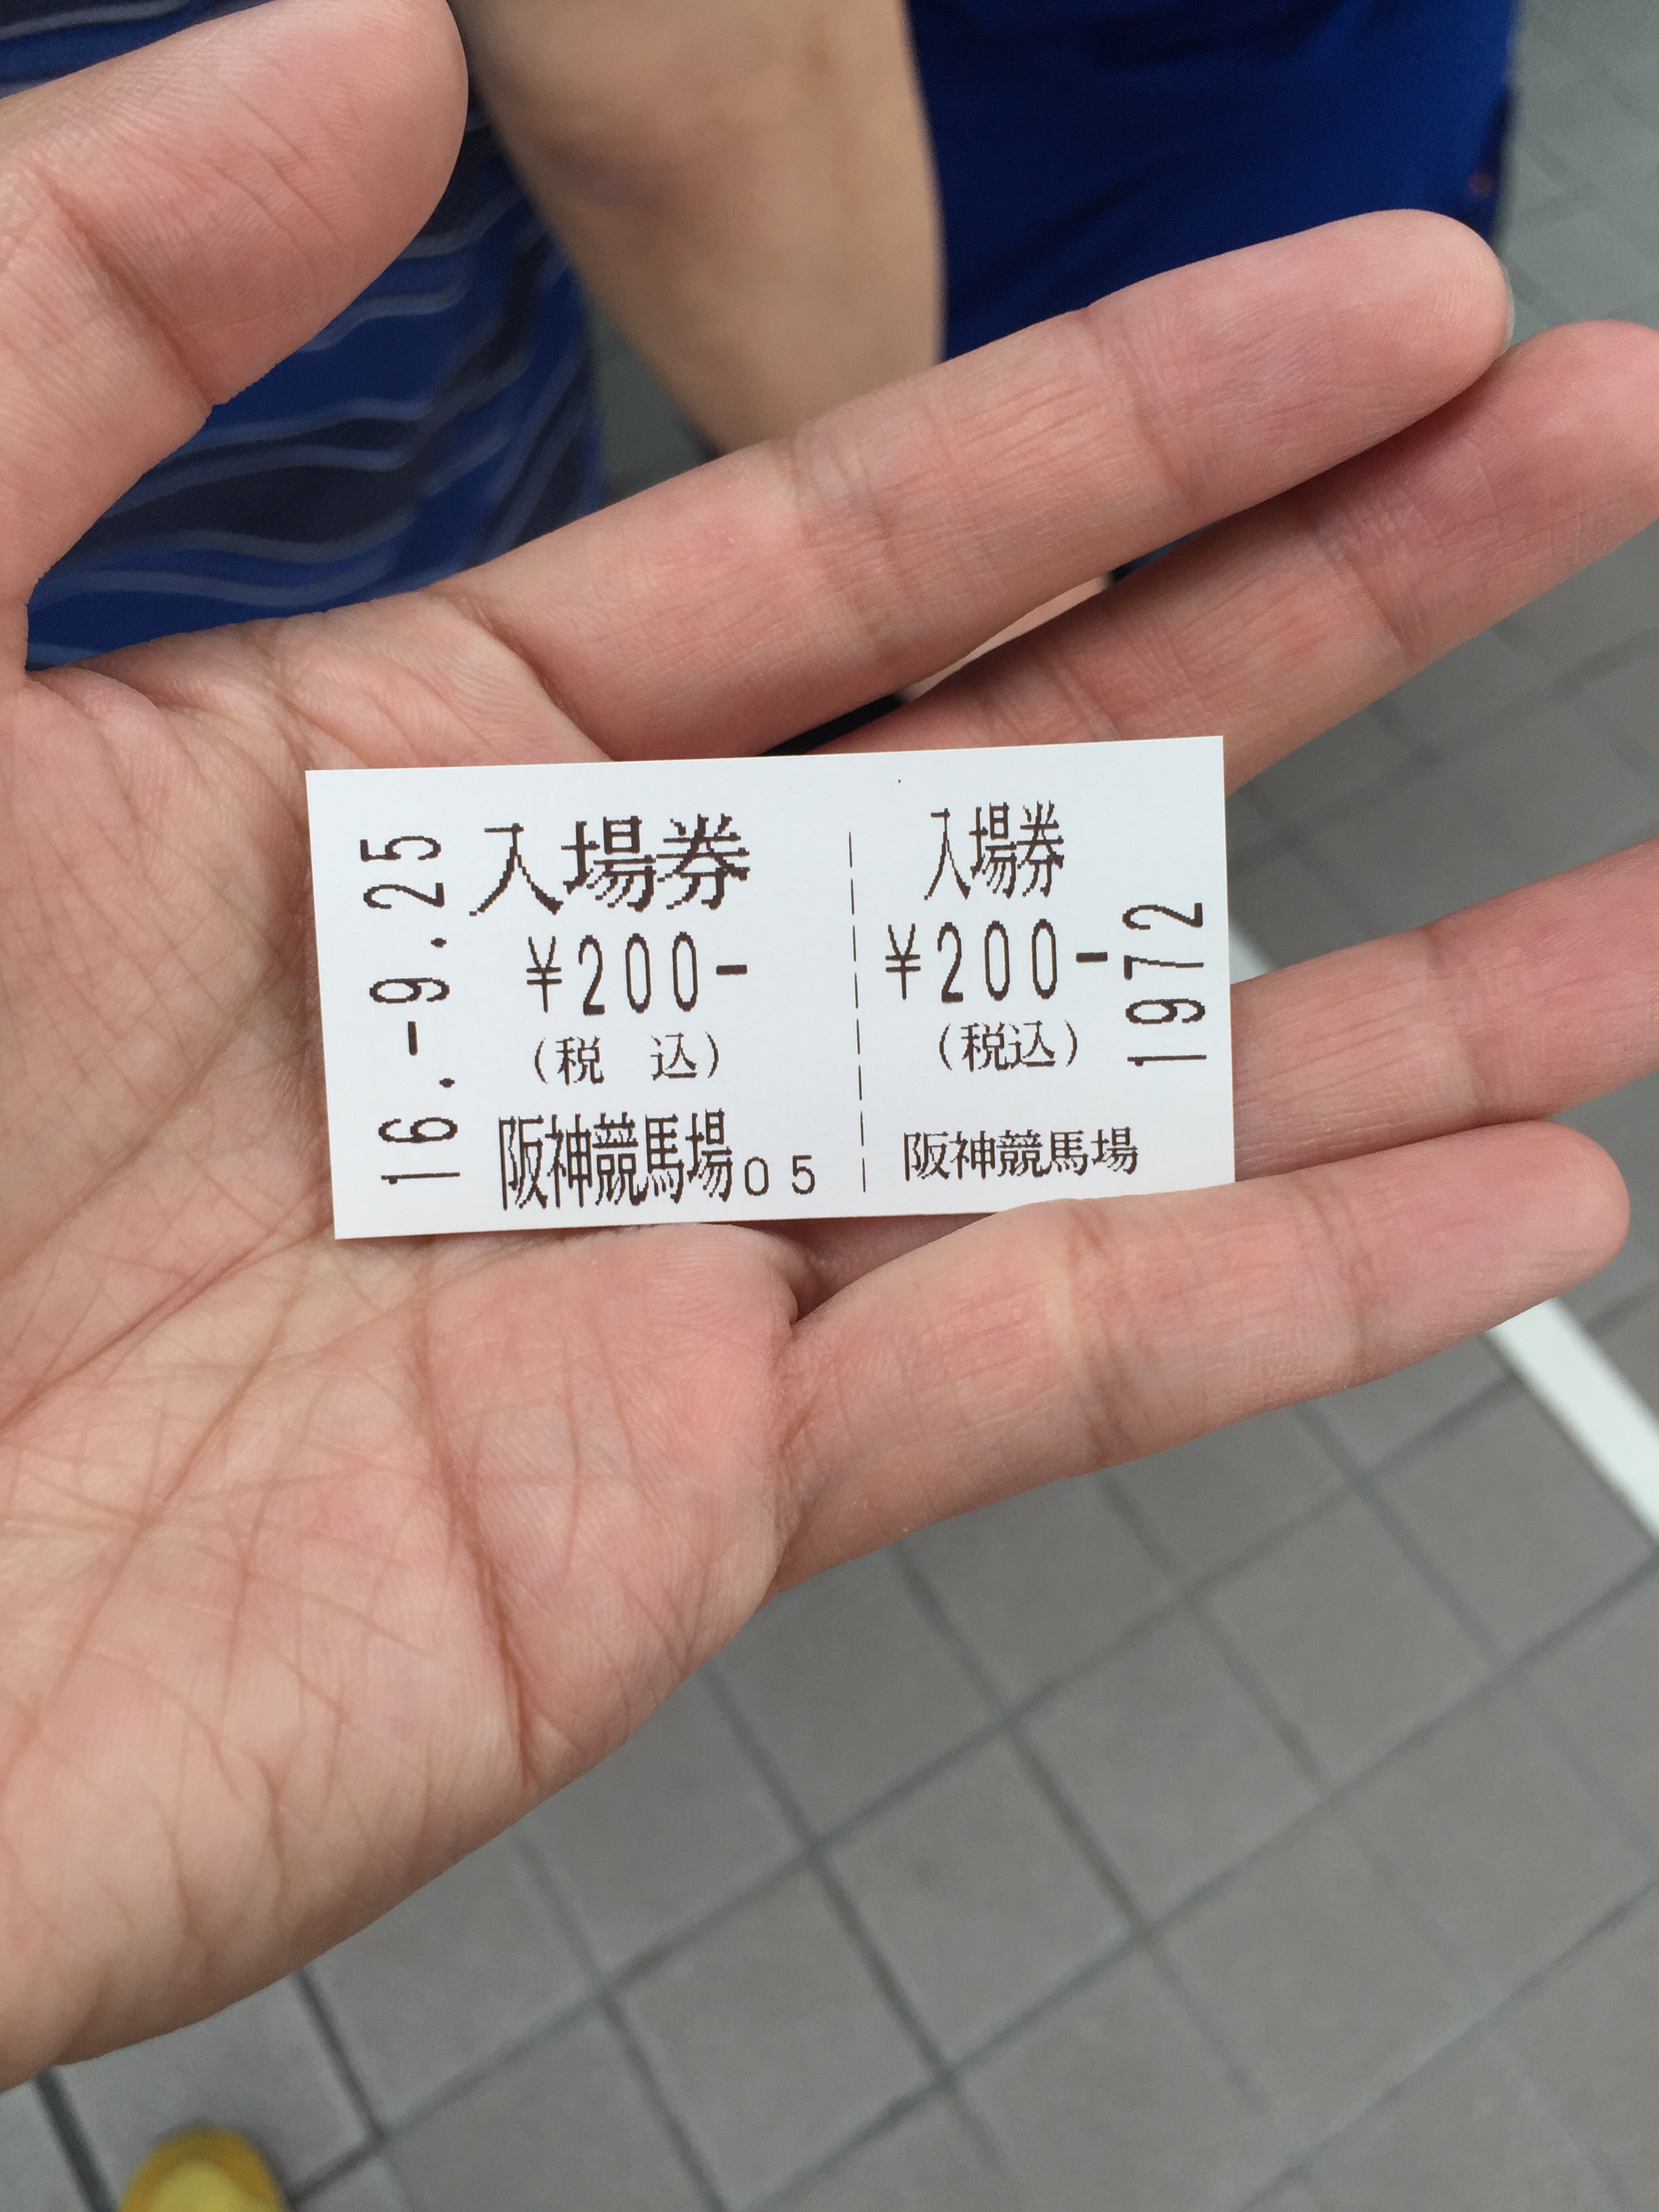 16.-9.25
入場券
¥200-
(税 込)
阪神競馬場05
入場券
¥200-
(税込)
阪神競馬場
1972